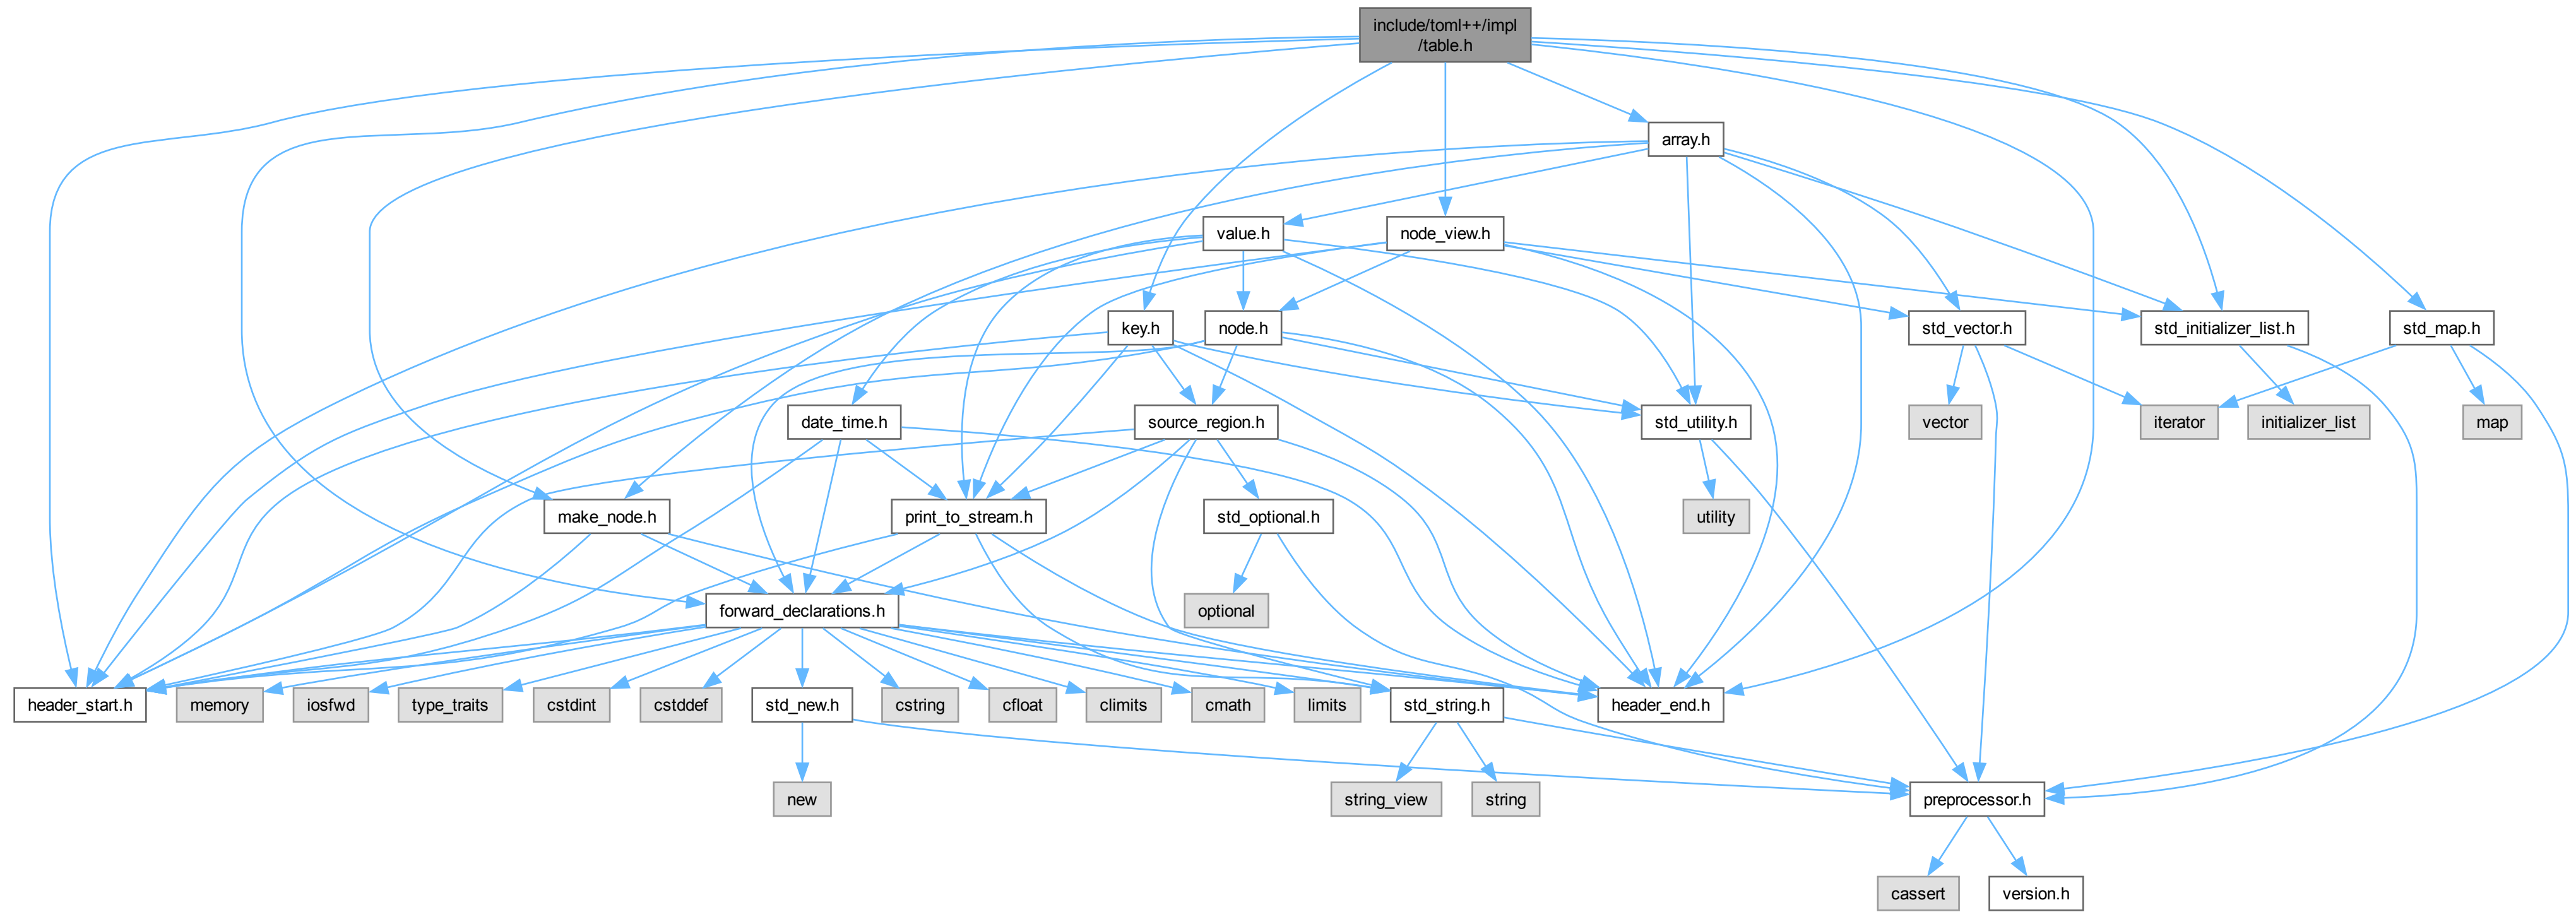 include/toml++/impl
/table.h
array.h
value.h
node_view.h
key.h
node.h
std_vector.h
std_initializer_list.h
std_map.h
date_time.h
source_region.h
std_utility.h
vector
iterator
initializer_list
map
make_node.h
print_to_stream.h
std_optional.h
utility
forward_declarations.h
optional
header_start.h
memory
iosfwd
type_traits
cstdint
cstddef
std_new.h
cstring
cfloat
climits
cmath
limits
std_string.h
header_end.h
new
string_view
string
preprocessor.h
cassert
version.h